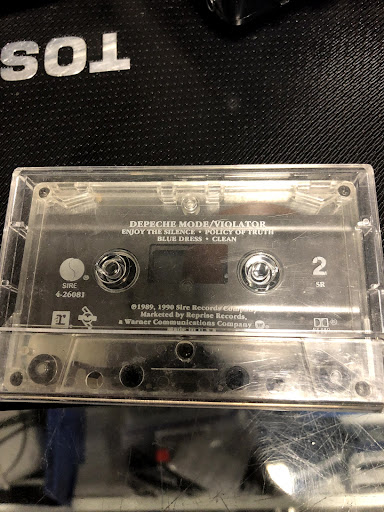 TOS
DEPECHE MODE/VIOLATOR
ENJOY THE SILENCE • POLICY OF TRUTH
BLUE DRESS • CLEAN
2
SR
SIRE
4-26081
℗©1989, 1990 Sire Records Company
Marketed by Reprise Records,
a Warner Communications Company
r